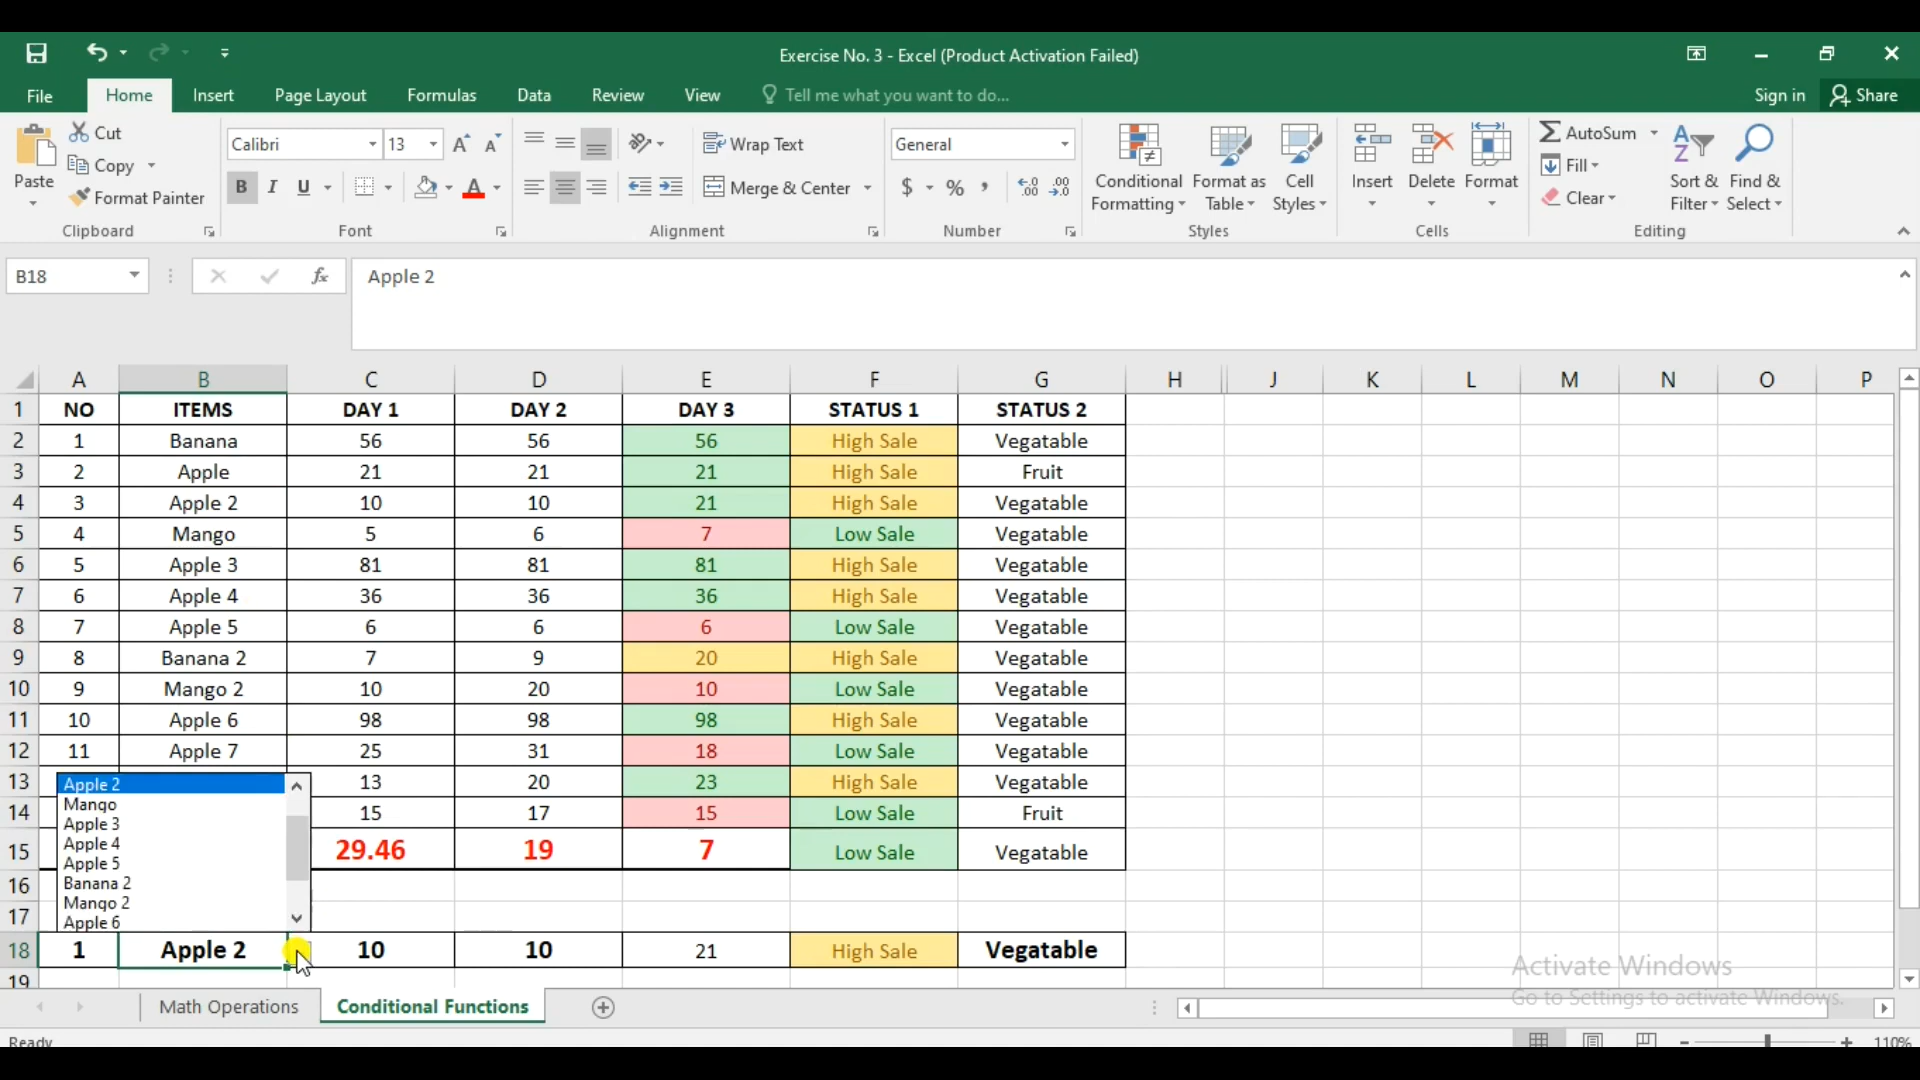 Exercise No. 3 - Excel (Product Activation Failed)
File Home Insert Page Layout Formulas Data Review View Tell me what you want to do... Sign in Share
Paste Cut Copy Format Painter Clipboard
Calibri 13 A A B I U A Font
Wrap Text Merge & Center Alignment
General $ % , Number
Conditional Formatting Format as Table Cell Styles Styles
Insert Delete Format Cells
AutoSum Fill Clear Sort & Filter Find & Select Editing
B18 fx Apple 2
A B C D E F G H J K L M N O P
1 NO ITEMS DAY 1 DAY 2 DAY 3 STATUS 1 STATUS 2
2 1 Banana 56 56 56 High Sale Vegatable
3 2 Apple 21 21 21 High Sale Fruit
4 3 Apple 2 10 10 21 High Sale Vegatable
5 4 Mango 5 6 7 Low Sale Vegatable
6 5 Apple 3 81 81 81 High Sale Vegatable
7 6 Apple 4 36 36 36 High Sale Vegatable
8 7 Apple 5 6 6 6 Low Sale Vegatable
9 8 Banana 2 7 9 20 High Sale Vegatable
10 9 Mango 2 10 20 10 Low Sale Vegatable
11 10 Apple 6 98 98 98 High Sale Vegatable
12 11 Apple 7 25 31 18 Low Sale Vegatable
13 13 20 23 High Sale Vegatable
14 15 17 15 Low Sale Fruit
15 29.46 19 7 Low Sale Vegatable
16
17
Apple 2
Mango
Apple 3
Apple 4
Apple 5
Banana 2
Mango 2
Apple 6
18 1 Apple 2 10 10 21 High Sale Vegatable
19
Activate Windows
Go to Settings to activate Windows.
Math Operations Conditional Functions
Ready 110%